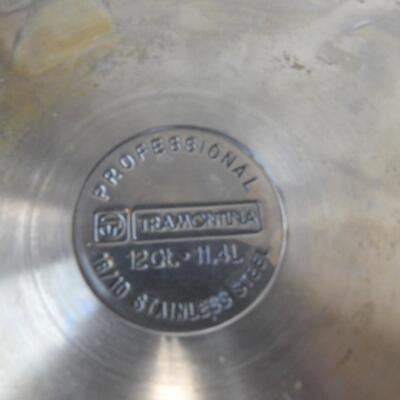 PROFESSIONAL
TRAMONTINA
12 Qt. · 11.4L
18/10 STAINLESS STEEL